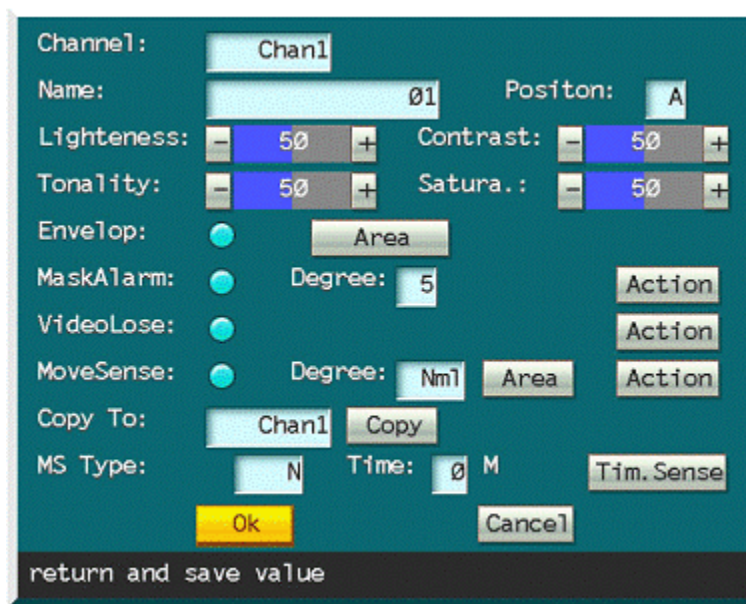 Channel: Chan1
Name: 01 Positon: A
Lighteness: - 50 + Contrast: - 50 +
Tonality: - 50 + Satura.: - 50 +
Envelop: Area
MaskAlarm: Degree: 5 Action
VideoLose: Action
MoveSense: Degree: Nml Area Action
Copy To: Chan1 Copy
MS Type: N Time: 0 M Tim.Sense
Ok Cancel
return and save value